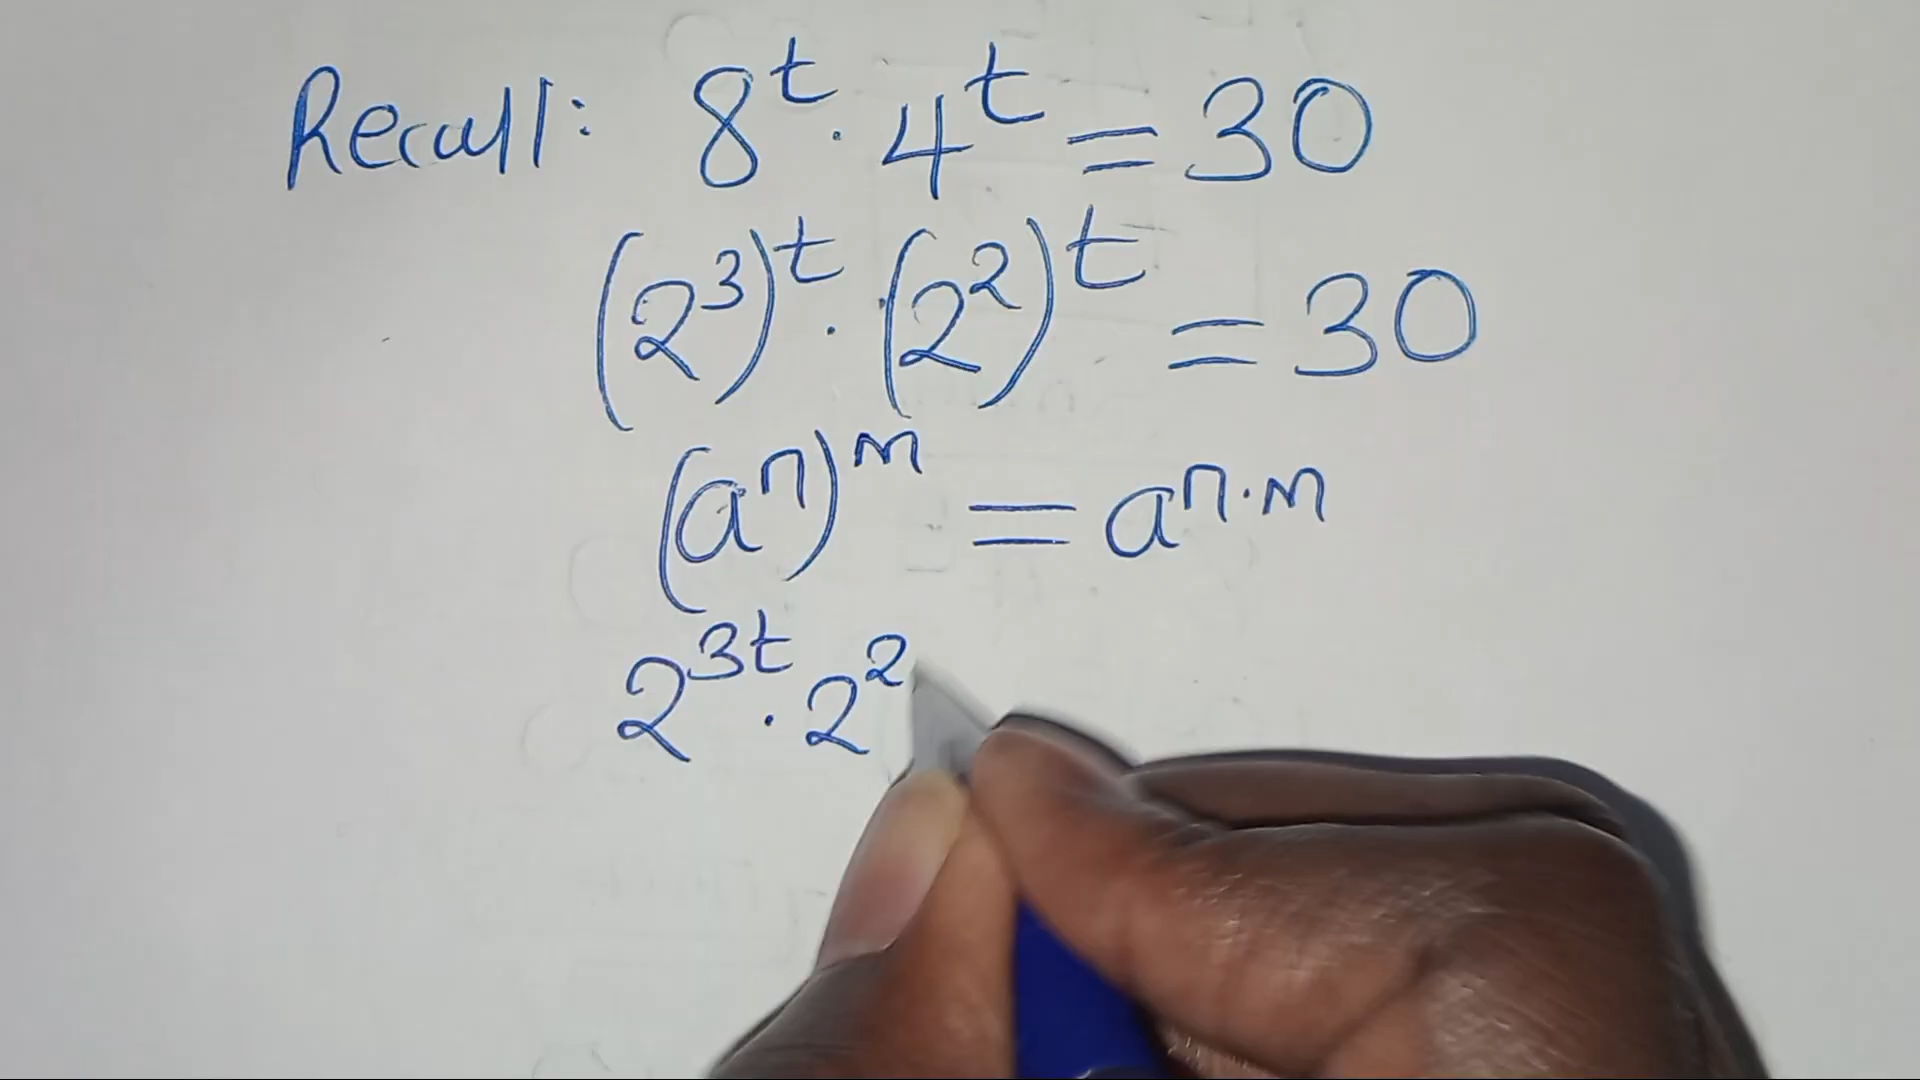 Recall: 8^t · 4^t = 30
(2^3)^t · (2^2)^t = 30
(a^n)^m = a^{n·m}
2^{3t} · 2^2